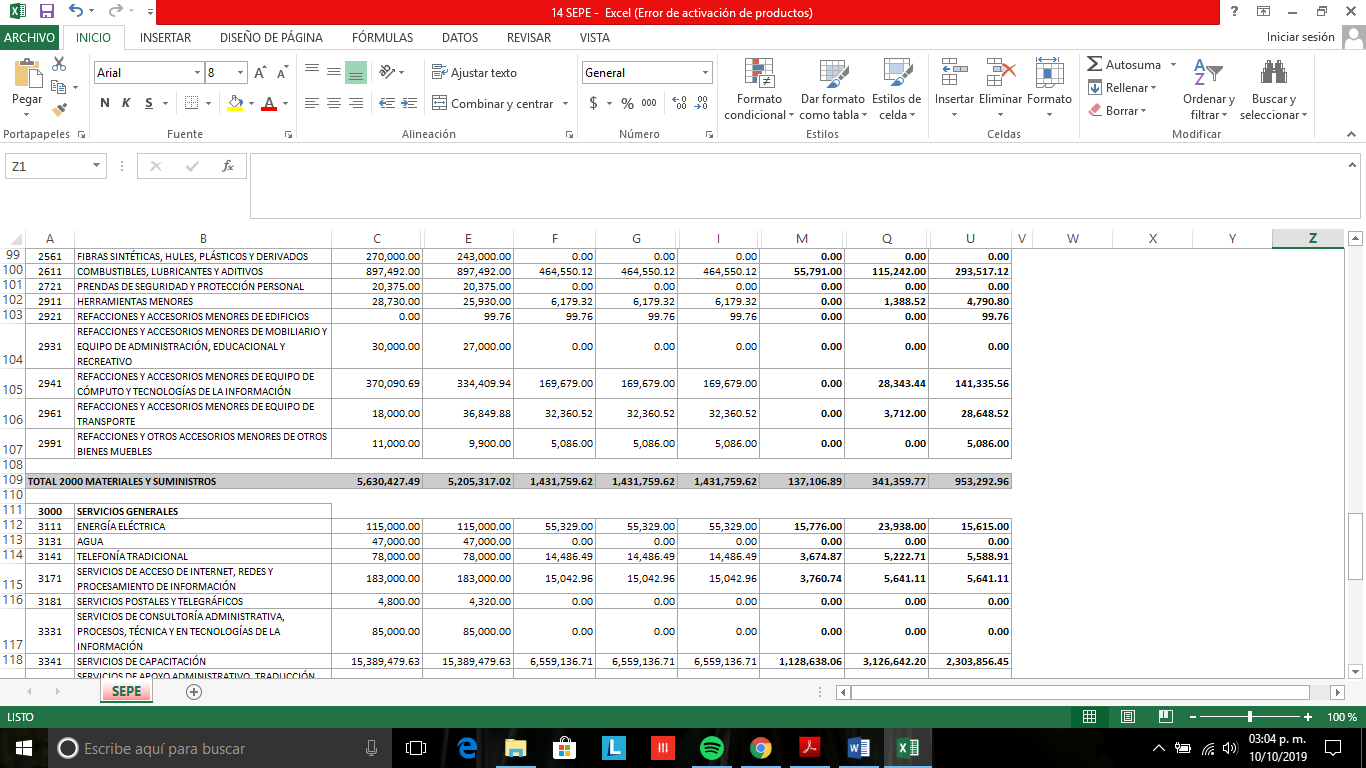 14 SEPE - Excel (Error de activación de productos)
ARCHIVO INICIO INSERTAR DISEÑO DE PÁGINA FÓRMULAS DATOS REVISAR VISTA Iniciar sesión
Pegar
Portapapeles
Arial 8
N K S
Fuente
Ajustar texto
Combinar y centrar
Alineación
General
$ % 000
Número
Formato condicional
Dar formato como tabla
Estilos de celda
Estilos
Insertar Eliminar Formato
Celdas
Autosuma
Rellenar
Borrar
Ordenar y filtrar
Buscar y seleccionar
Modificar
Z1 fx
A B C E F G I M Q U V W X Y Z
99 2561 FIBRAS SINTÉTICAS, HULES, PLÁSTICOS Y DERIVADOS 270,000.00 243,000.00 0.00 0.00 0.00 0.00 0.00 0.00
100 2611 COMBUSTIBLES, LUBRICANTES Y ADITIVOS 897,492.00 897,492.00 464,550.12 464,550.12 464,550.12 55,791.00 115,242.00 293,517.12
101 2721 PRENDAS DE SEGURIDAD Y PROTECCIÓN PERSONAL 20,375.00 20,375.00 0.00 0.00 0.00 0.00 0.00 0.00
102 2911 HERRAMIENTAS MENORES 28,730.00 25,930.00 6,179.32 6,179.32 6,179.32 0.00 1,388.52 4,790.80
103 2921 REFACCIONES Y ACCESORIOS MENORES DE EDIFICIOS 0.00 99.76 99.76 99.76 99.76 0.00 0.00 99.76
REFACCIONES Y ACCESORIOS MENORES DE MOBILIARIO Y
2931 EQUIPO DE ADMINISTRACIÓN, EDUCACIONAL Y 30,000.00 27,000.00 0.00 0.00 0.00 0.00 0.00 0.00
104 RECREATIVO
REFACCIONES Y ACCESORIOS MENORES DE EQUIPO DE
2941 370,090.69 334,409.94 169,679.00 169,679.00 169,679.00 0.00 28,343.44 141,335.56
105 CÓMPUTO Y TECNOLOGÍAS DE LA INFORMACIÓN
REFACCIONES Y ACCESORIOS MENORES DE EQUIPO DE
2961 18,000.00 36,849.88 32,360.52 32,360.52 32,360.52 0.00 3,712.00 28,648.52
106 TRANSPORTE
REFACCIONES Y OTROS ACCESORIOS MENORES DE OTROS
2991 11,000.00 9,900.00 5,086.00 5,086.00 5,086.00 0.00 0.00 5,086.00
107 BIENES MUEBLES
108
109 TOTAL 2000 MATERIALES Y SUMINISTROS 5,630,427.49 5,205,317.02 1,431,759.62 1,431,759.62 1,431,759.62 137,106.89 341,359.77 953,292.96
110
111 3000 SERVICIOS GENERALES
112 3111 ENERGÍA ELÉCTRICA 115,000.00 115,000.00 55,329.00 55,329.00 55,329.00 15,776.00 23,938.00 15,615.00
113 3131 AGUA 47,000.00 47,000.00 0.00 0.00 0.00 0.00 0.00 0.00
114 3141 TELEFONÍA TRADICIONAL 78,000.00 78,000.00 14,486.49 14,486.49 14,486.49 3,674.87 5,222.71 5,588.91
SERVICIOS DE ACCESO DE INTERNET, REDES Y
3171 183,000.00 183,000.00 15,042.96 15,042.96 15,042.96 3,760.74 5,641.11 5,641.11
115 PROCESAMIENTO DE INFORMACIÓN
116 3181 SERVICIOS POSTALES Y TELEGRÁFICOS 4,800.00 4,320.00 0.00 0.00 0.00 0.00 0.00 0.00
SERVICIOS DE CONSULTORÍA ADMINISTRATIVA,
3331 PROCESOS, TÉCNICA Y EN TECNOLOGÍAS DE LA 85,000.00 85,000.00 0.00 0.00 0.00 0.00 0.00 0.00
117 INFORMACIÓN
118 3341 SERVICIOS DE CAPACITACIÓN 15,389,479.63 15,389,479.63 6,559,136.71 6,559,136.71 6,559,136.71 1,128,638.06 3,126,642.20 2,303,856.45
SERVICIOS DE APOYO ADMINISTRATIVO, TRADUCCIÓN,
SEPE
LISTO 100 %
Escribe aquí para buscar
03:04 p. m.
10/10/2019